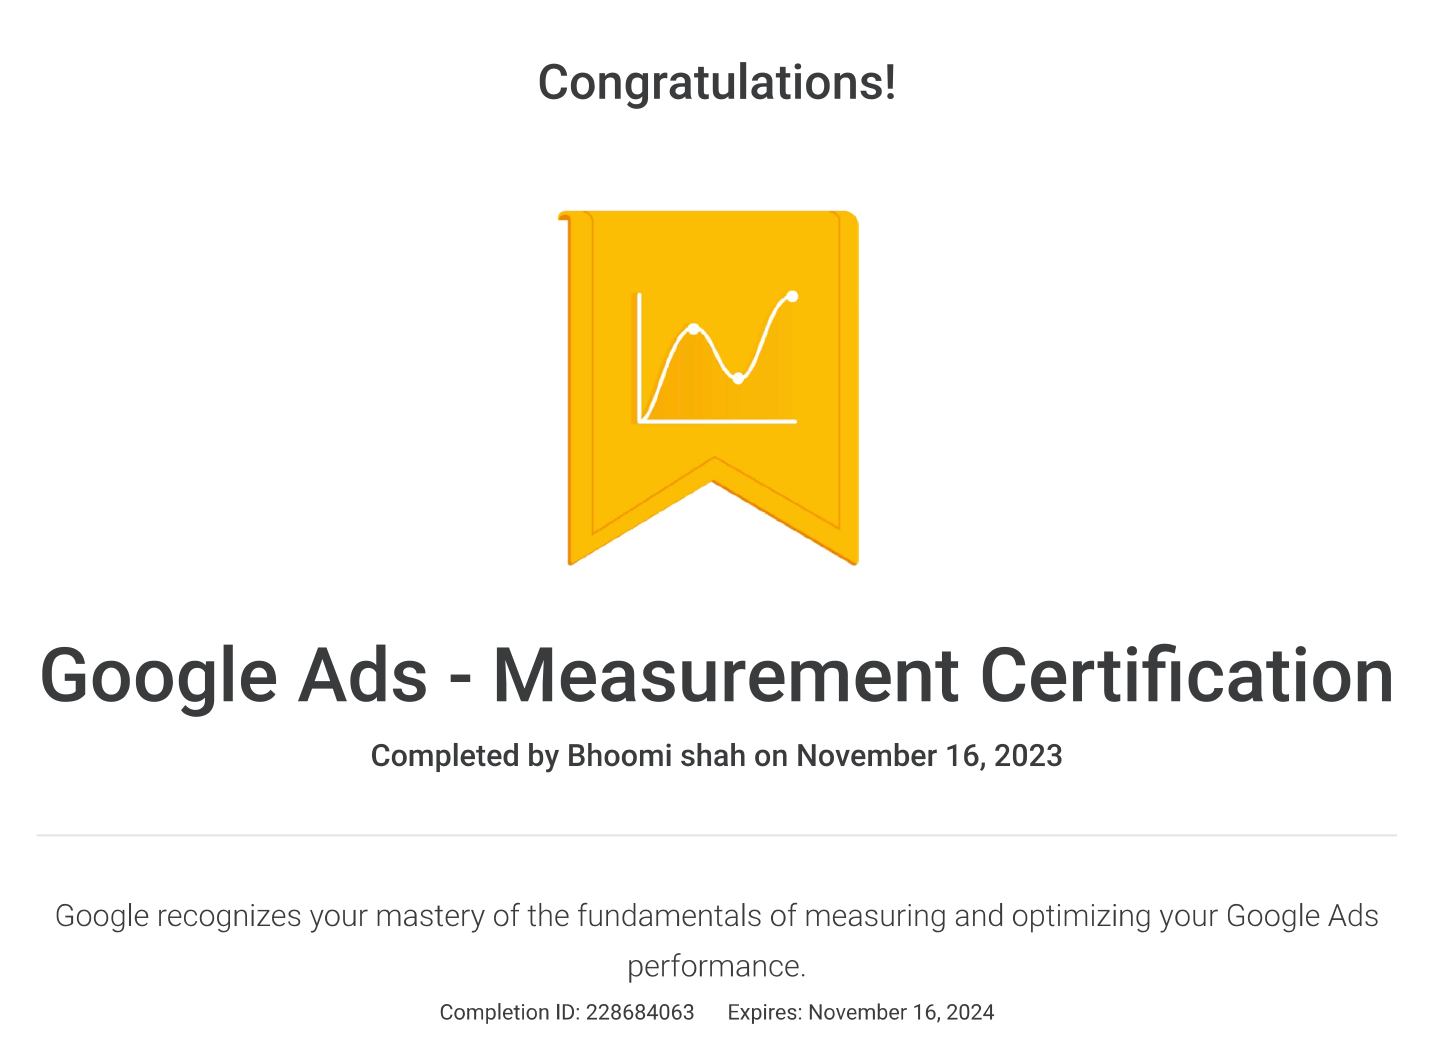 Congratulations!
Google Ads - Measurement Certification
Completed by Bhoomi shah on November 16, 2023
Google recognizes your mastery of the fundamentals of measuring and optimizing your Google Ads
performance.
Completion ID: 228684063 Expires: November 16, 2024